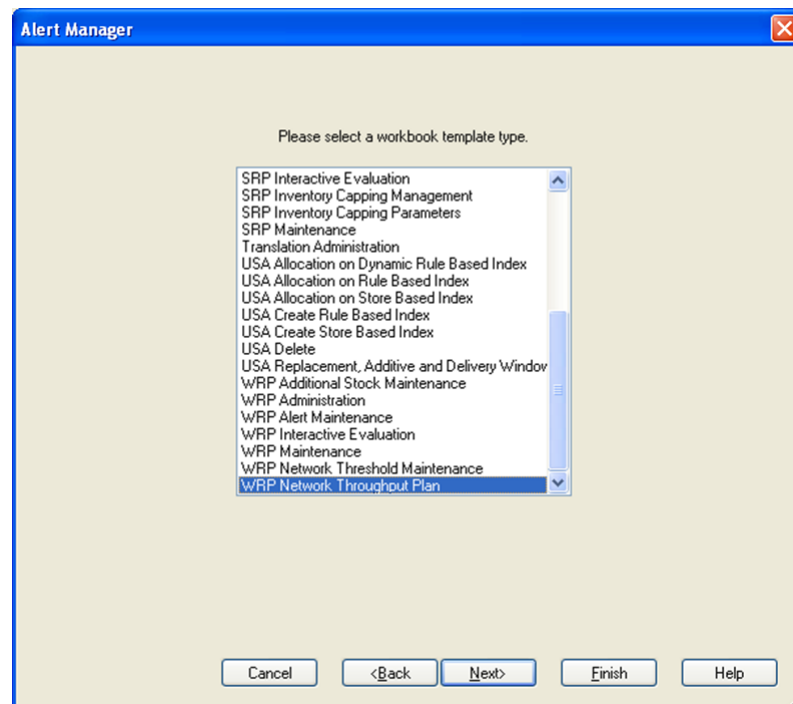 Alert Manager
Please select a workbook template type.
SRP Interactive Evaluation
SRP Inventory Capping Management
SRP Inventory Capping Parameters
SRP Maintenance
Translation Administration
USA Allocation on Dynamic Rule Based Index
USA Allocation on Rule Based Index
USA Allocation on Store Based Index
USA Create Rule Based Index
USA Create Store Based Index
USA Delete
USA Replacement, Additive and Delivery Window
WRP Additional Stock Maintenance
WRP Administration
WRP Alert Maintenance
WRP Interactive Evaluation
WRP Maintenance
WRP Network Threshold Maintenance
WRP Network Throughput Plan
Cancel <Back Next> Finish Help